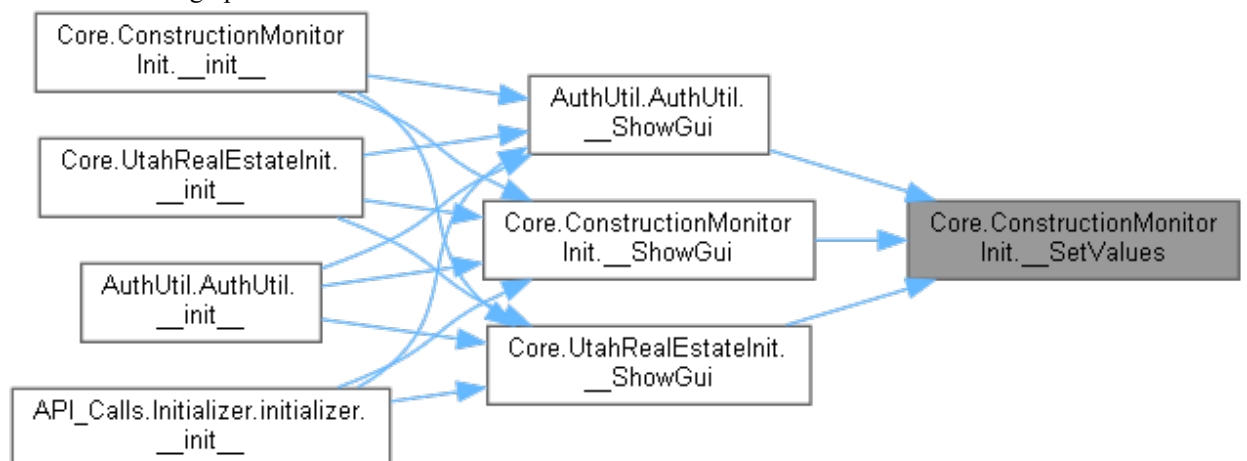 Core.ConstructionMonitor
Init.__init__
Core.UtahRealEstateInit.
__init__
AuthUtil.AuthUtil.
__init__
API_Calls.Initializer.initializer.
__init__
AuthUtil.AuthUtil.
__ShowGui
Core.ConstructionMonitor
Init.__ShowGui
Core.UtahRealEstateInit.
__ShowGui
Core.ConstructionMonitor
Init.__SetValues